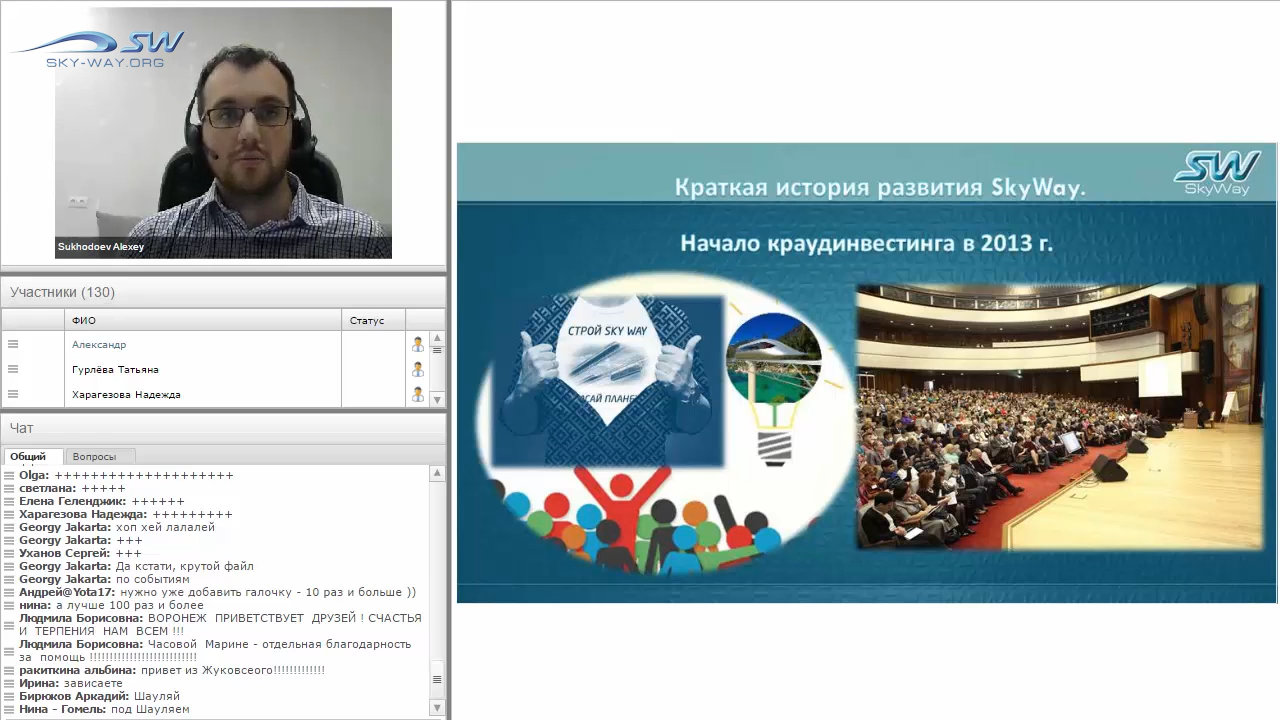 SW
SKY-WAY.ORG
Sukhodoev Alexey
Участники (130)
ФИО
Статус
Александр
Гурлёва Татьяна
Харагезова Надежда
Чат
Общий
Вопросы
Olga: ++++++++++++++++++
светлана: +++++
Елена Геленджик: ++++++
Харагезова Надежда: +++++++++
Georgy Jakarta: хоп хей лалалей
Georgy Jakarta: +++
Уханов Сергей: +++
Georgy Jakarta: Да кстати, крутой файл
Georgy Jakarta: по событиям
Андрей@Yota17: нужно уже добавить галочку - 10 раз и больше ))
нина: а лучше 100 раз и более
Людмила Борисовна: ВОРОНЕЖ ПРИВЕТСТВУЕТ ДРУЗЕЙ ! СЧАСТЬЯ
И ТЕРПЕНИЯ НАМ ВСЕМ !!!
Людмила Борисовна: Часовой Марине - отдельная благодарность
за помощь !!!!!!!!!!!!!!!!!!!!!!!!!!!
ракиткина альбина: привет из Жуковсеого!!!!!!!!!!!!!
Ирина: зависаете
Бирюжов Аркадий: Шауляй
Нина - Гомель: под Шауляем
SW
SkyWay
Краткая история развития SkyWay.
Начало краудинвестинга в 2013 г.
СТРОЙ SKY WAY